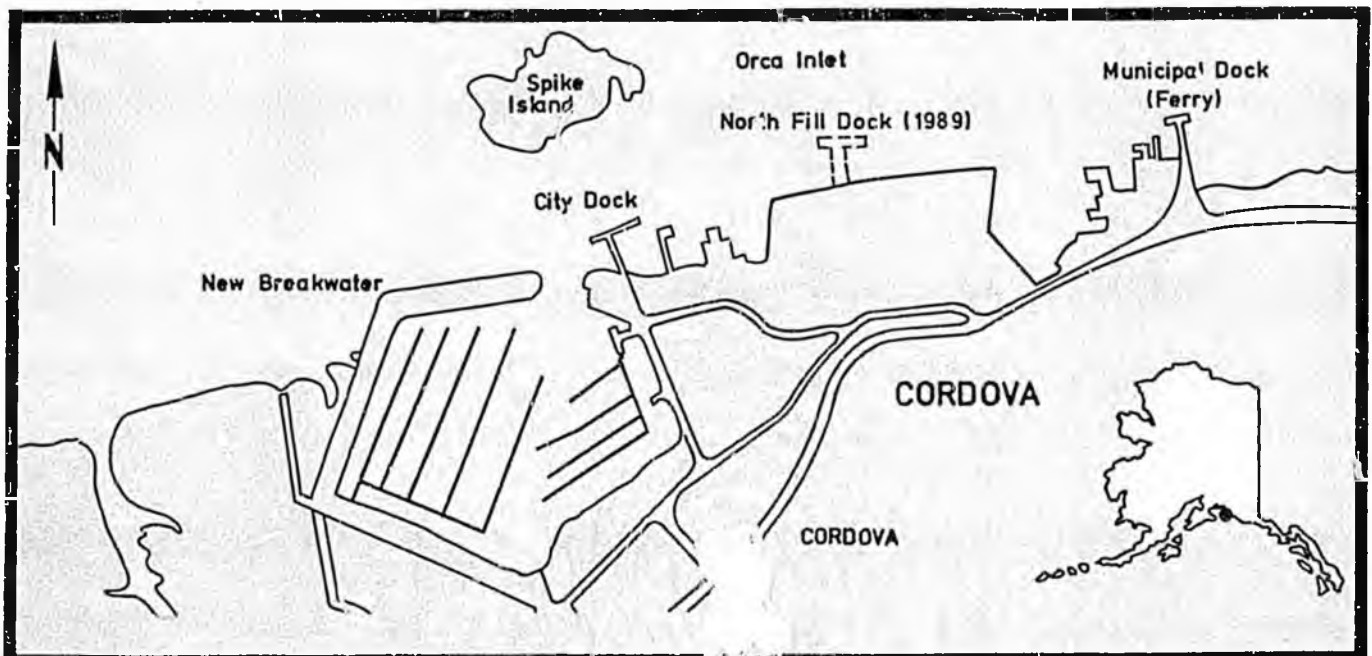 Orca Inlet
Municipal Dock
(Ferry)
Spike
Island
North Fill Dock (1989)
City Dock
New Breakwater
N
CORDOVA
CORDOVA